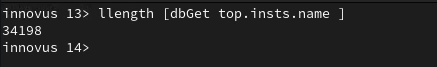 innovus 13> llength [dbGet top.insts.name ]
34198
innovus 14>